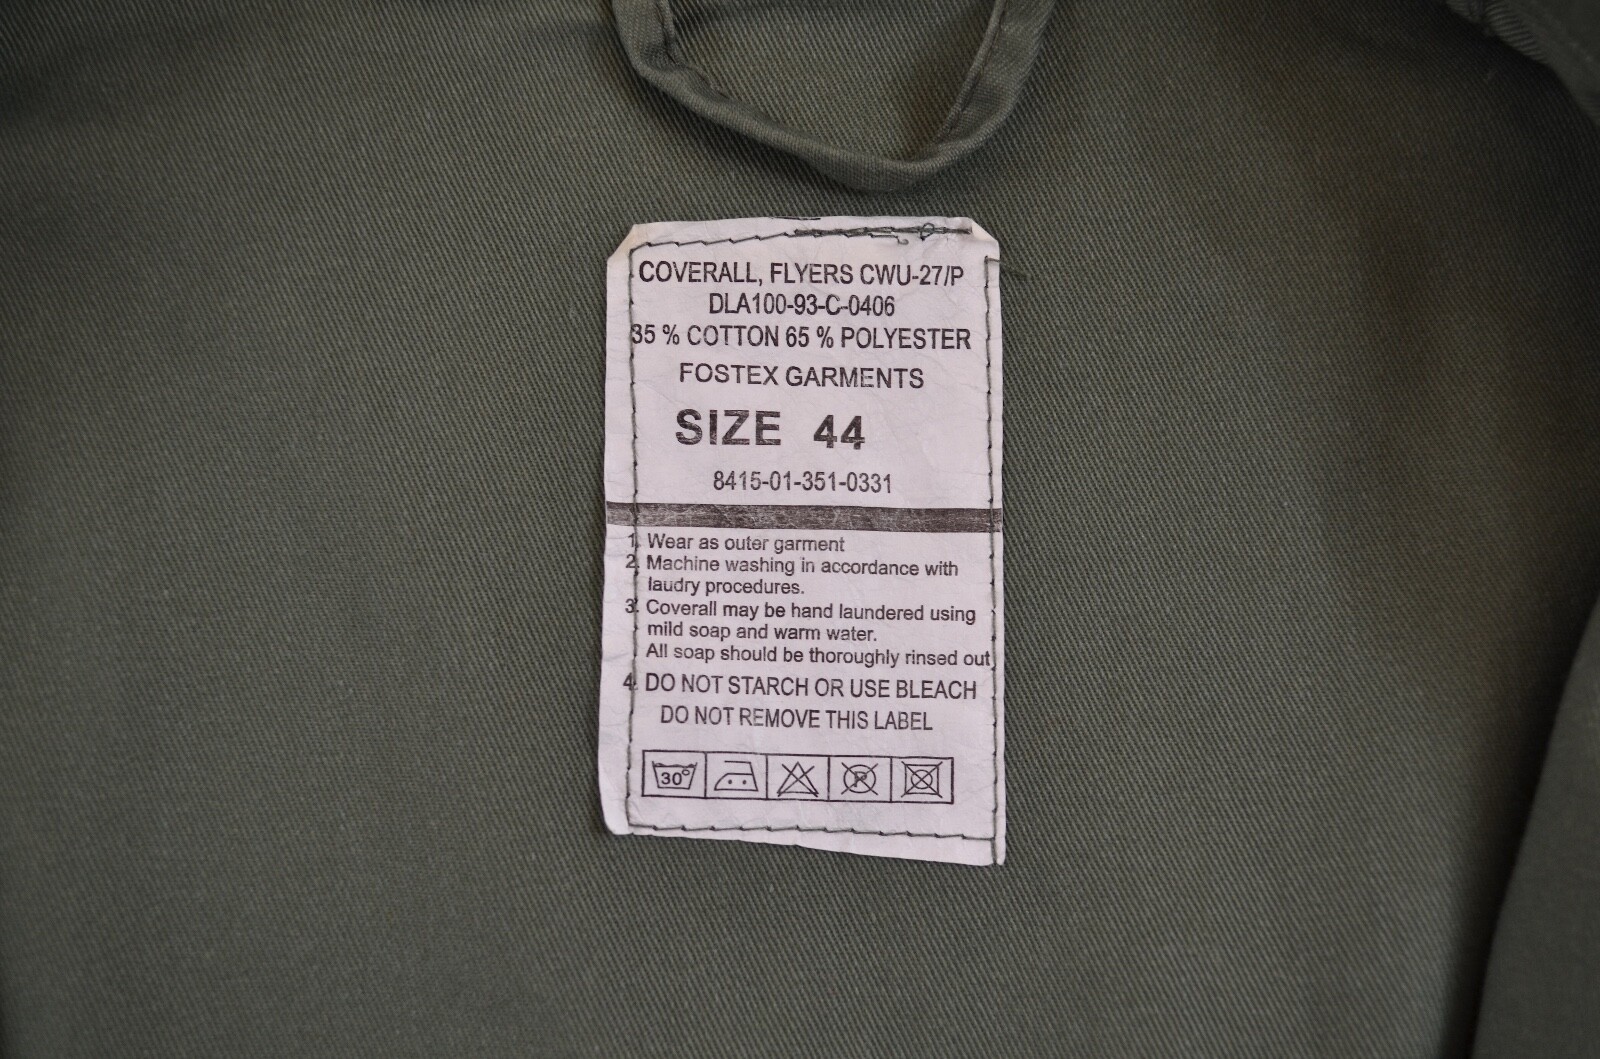 COVERALL, FLYERS CWU-27/P
DLA100-93-C-0406
35 % COTTON 65 % POLYESTER
FOSTEX GARMENTS
SIZE 44
8415-01-351-0331
1. Wear as outer garment
2. Machine washing in accordance with
laudry procedures.
3. Coverall may be hand laundered using
mild soap and warm water.
All soap should be thoroughly rinsed out
4. DO NOT STARCH OR USE BLEACH
DO NOT REMOVE THIS LABEL
30° P